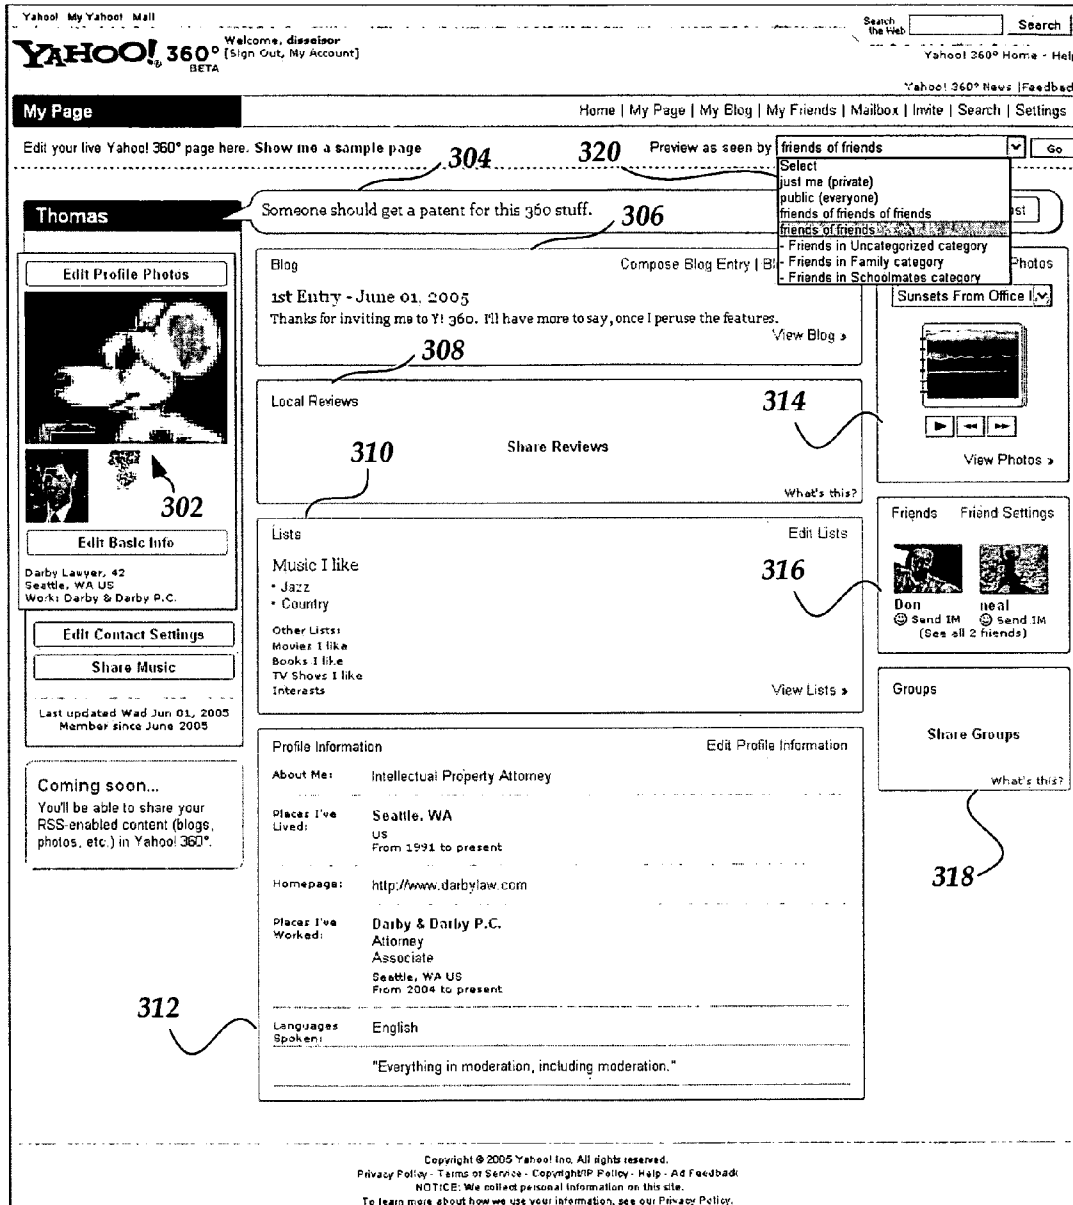 Yahoo! My Yahoo! Mail
Search the Web Search
YAHOO! 360° BETA
Welcome, disseisor
[Sign Out, My Account]
Yahoo! 360° Home - Help
Yahoo! 360° News | Feedback
My Page
Home | My Page | My Blog | My Friends | Mailbox | Invite | Search | Settings
Edit your live Yahoo! 360° page here. Show me a sample page
304
320
Preview as seen by friends of friends Go
Select
just me (private)
public (everyone)
friends of friends of friends
friends of friends
- Friends in Uncategorized category
- Friends in Family category
- Friends in Schoolmates category
Thomas
Someone should get a patent for this 360 stuff.
306
Edit Profile Photos
302
Edit Basic Info
Darby Lawyer, 42
Seattle, WA US
Work: Darby & Darby P.C.
Edit Contact Settings
Share Music
Last updated Wed Jun 01, 2005
Member since June 2005
Coming soon...
You'll be able to share your
RSS-enabled content (blogs,
photos, etc.) in Yahoo! 360°.
Blog
Compose Blog Entry |
1st Entry - June 01, 2005
Thanks for inviting me to Y! 360. I'll have more to say, once I peruse the features.
View Blog »
308
Local Reviews
Share Reviews
What's this?
310
Lists
Edit Lists
Music I like
• Jazz
• Country
Other Lists:
Movies I like
Books I like
TV Shows I like
Interests
View Lists »
Profile Information
Edit Profile Information
About Me: Intellectual Property Attorney
Places I've Lived:
Seattle, WA
US
From 1991 to present
Homepage: http://www.darbylaw.com
Places I've Worked:
Darby & Darby P.C.
Attorney
Associate
Seattle, WA US
From 2004 to present
312
Languages Spoken:
English
"Everything in moderation, including moderation."
Photos
Sunsets From Office
314
View Photos »
Friends Friend Settings
316
Don neal
Send IM Send IM
(See all 2 friends)
Groups
Share Groups
What's this?
318
Copyright © 2005 Yahoo! Inc. All rights reserved.
Privacy Policy - Terms of Service - Copyright/IP Policy - Help - Ad Feedback
NOTICE: We collect personal information on this site.
To learn more about how we use your information, see our Privacy Policy.